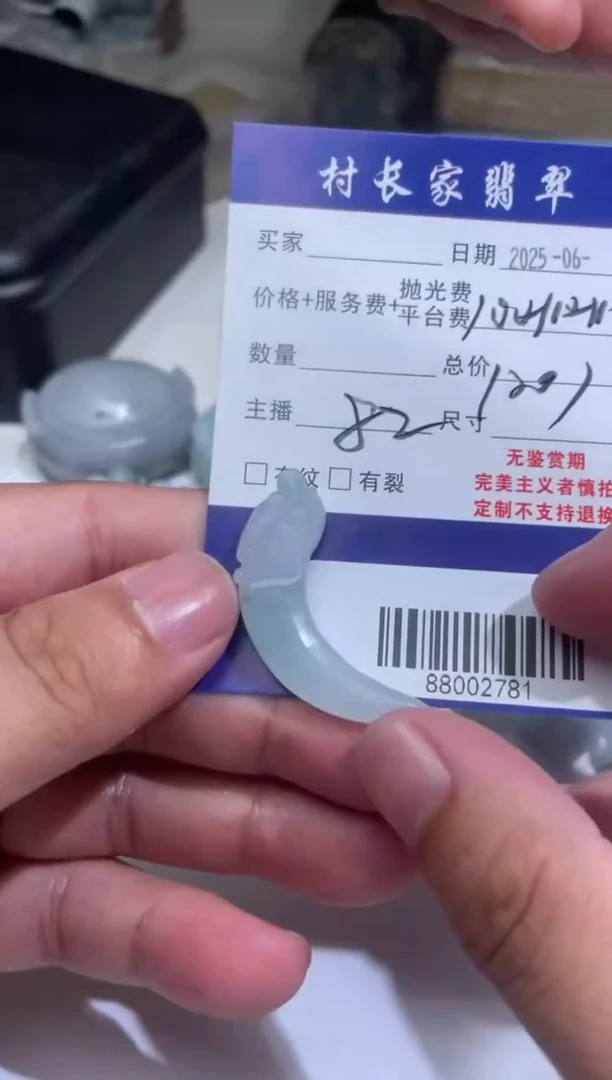 村长家翡翠
买家 日期 2025-06-
价格+服务费+抛光费平台费
数量 总价 1201
主播 82 尺寸
□有纹 □有裂
无鉴赏期
完美主义者慎拍
定制不支持退换
88002781